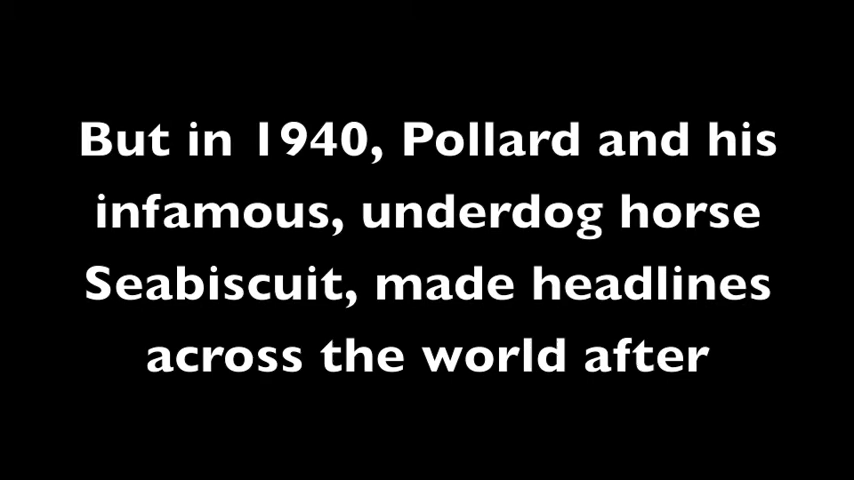 But in 1940, Pollard and his
infamous, underdog horse
Seabiscuit, made headlines
across the world after